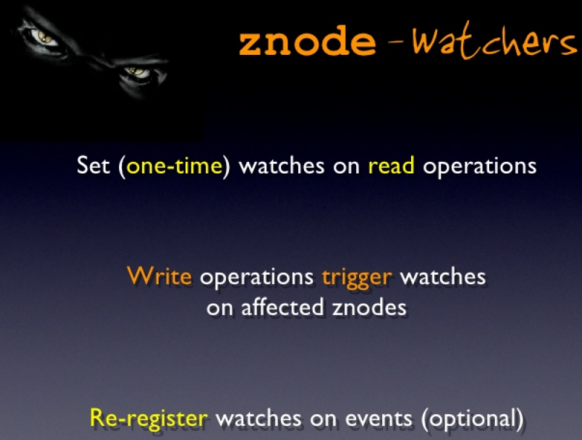 znode - Watchers
Set (one-time) watches on read operations
Write operations trigger watches
on affected znodes
Re-register watches on events (optional)